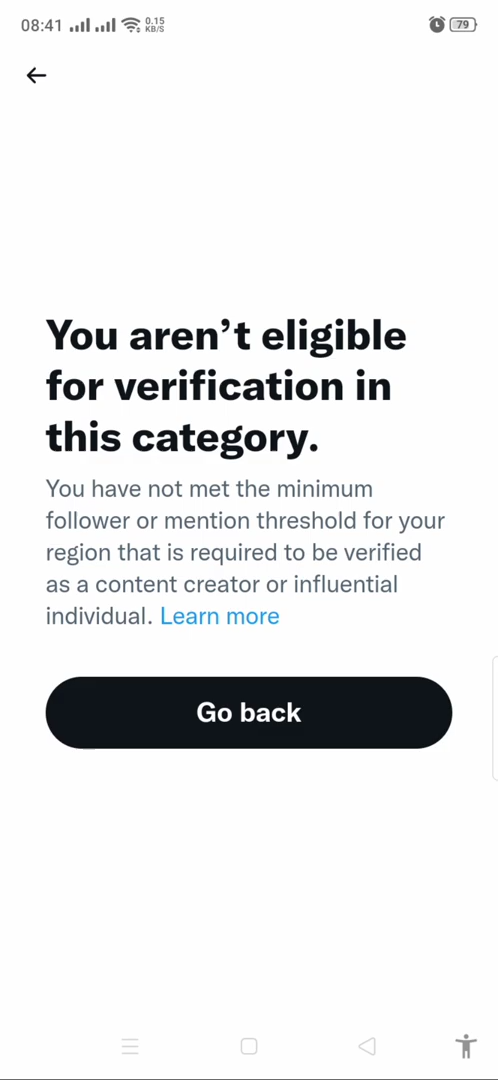 08:41 0.15 KB/S 79
You aren’t eligible
for verification in
this category.
You have not met the minimum
follower or mention threshold for your
region that is required to be verified
as a content creator or influential
individual. Learn more
Go back